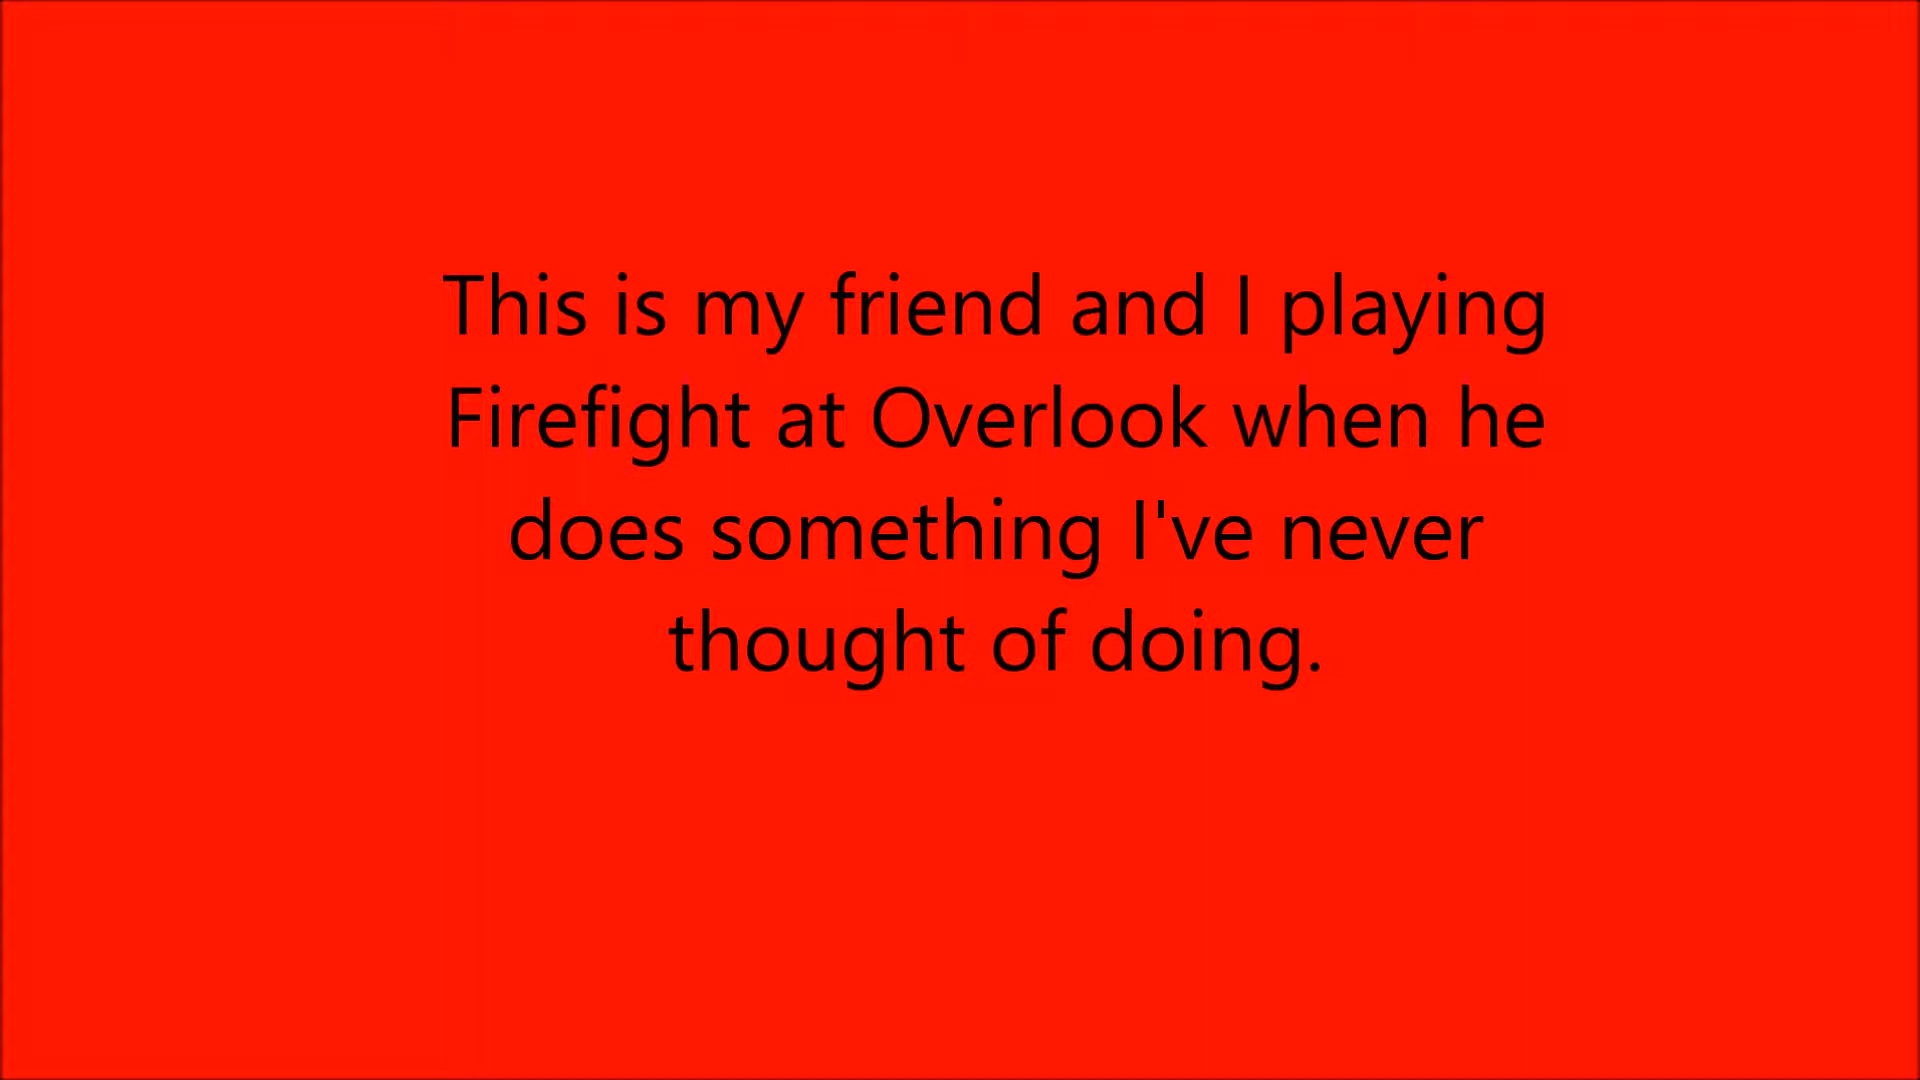 This is my friend and I playing
Firefight at Overlook when he
does something I've never
thought of doing.